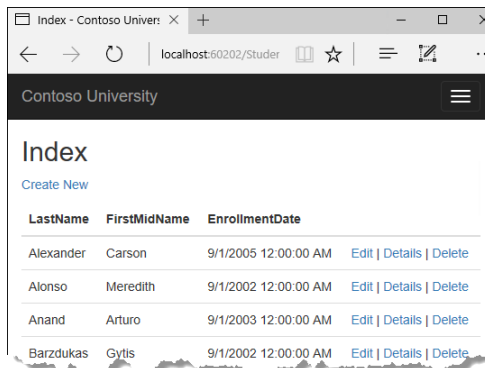 Index - Contoso Univers
localhost:60202/Studer
Contoso University
Index
Create New
LastName FirstMidName EnrollmentDate
Alexander Carson 9/1/2005 12:00:00 AM Edit | Details | Delete
Alonso Meredith 9/1/2002 12:00:00 AM Edit | Details | Delete
Anand Arturo 9/1/2003 12:00:00 AM Edit | Details | Delete
Barzdukas Gytis 9/1/2002 12:00:00 AM Edit | Details | Delete